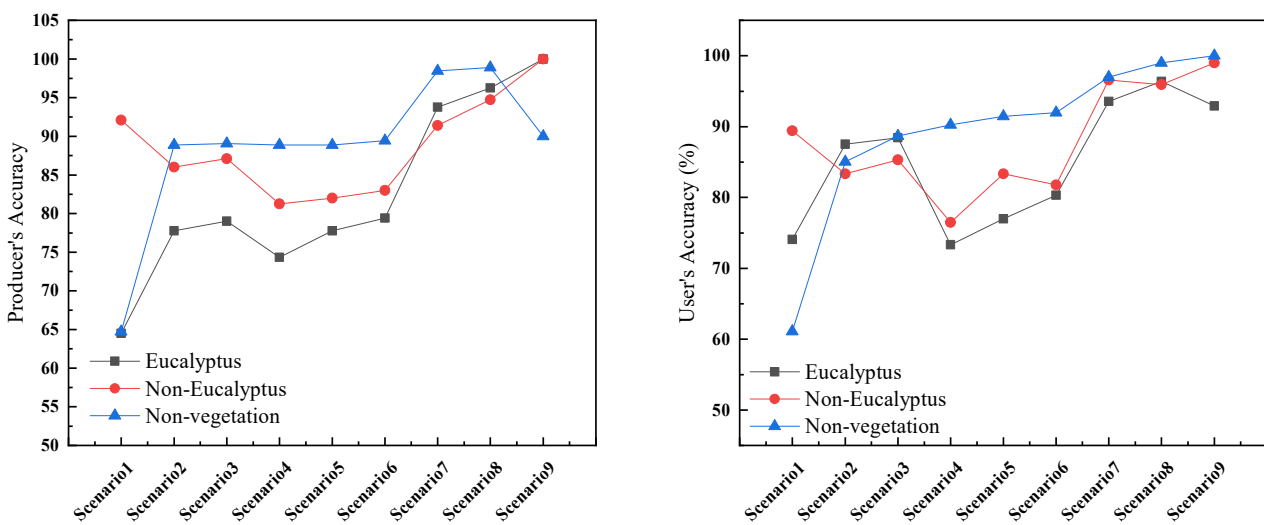 105
100
95
90
85
80
75
70
65
60
55
50
Producer's Accuracy
Eucalyptus
Non-Eucalyptus
Non-vegetation
Scenario1
Scenario2
Scenario3
Scenario4
Scenario5
Scenario6
Scenario7
Scenario8
Scenario9
100
90
80
70
60
50
User's Accuracy (%)
Eucalyptus
Non-Eucalyptus
Non-vegetation
Scenario1
Scenario2
Scenario3
Scenario4
Scenario5
Scenario6
Scenario7
Scenario8
Scenario9